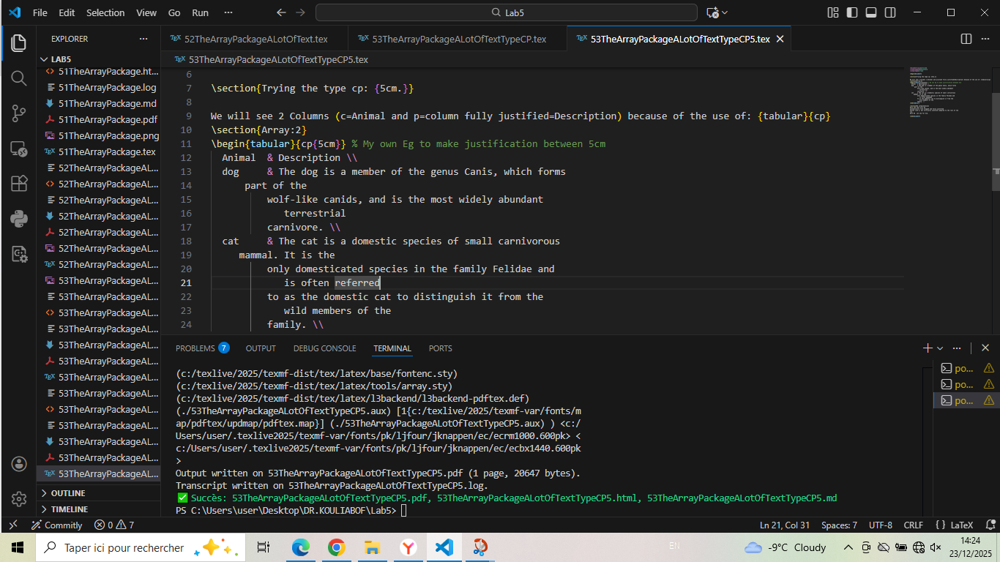 File Edit Selection View Go Run ···
Lab5
EXPLORER ···
LAB5
51TheArrayPackage.ht...
51TheArrayPackage.log
51TheArrayPackage.md
51TheArrayPackage.pdf
51TheArrayPackage.png
51TheArrayPackage.tex
52TheArrayPackageAL...
52TheArrayPackageAL...
52TheArrayPackageAL...
52TheArrayPackageAL...
52TheArrayPackageAL...
52TheArrayPackageAL...
52TheArrayPackageAL...
53TheArrayPackageAL...
53TheArrayPackageAL...
53TheArrayPackageAL...
53TheArrayPackageAL...
53TheArrayPackageAL...
53TheArrayPackageAL...
53TheArrayPackageAL...
53TheArrayPackageAL...
53TheArrayPackageAL...
53TheArrayPackageAL...
53TheArrayPackageAL...
53TheArrayPackageAL...
53TheArrayPackageAL...
OUTLINE
TIMELINE
52TheArrayPackageALotOfText.tex 53TheArrayPackageALotOfTextTypeCP.tex 53TheArrayPackageALotOfTextTypeCP5.tex
53TheArrayPackageALotOfTextTypeCP5.tex
6
7 \section{Trying the type cp: {5cm.}}
8
9 We will see 2 Columns (c=Animal and p=column fully justified=Description) because of the use of: {tabular}{cp}
10 \section{Array:2}
11 \begin{tabular}{cp{5cm}} % My own Eg to make justification between 5cm
12 Animal & Description \\
13 dog & The dog is a member of the genus Canis, which forms
14 part of the
15 wolf-like canids, and is the most widely abundant
16 terrestrial
17 carnivore. \\
18 cat & The cat is a domestic species of small carnivorous
19 mammal. It is the
20 only domesticated species in the family Felidae and
21 is often referred
22 to as the domestic cat to distinguish it from the
23 wild members of the
24 family. \\
PROBLEMS 7 OUTPUT DEBUG CONSOLE TERMINAL PORTS
(c:/texlive/2025/texmf-dist/tex/latex/base/fontenc.sty)
(c:/texlive/2025/texmf-dist/tex/latex/tools/array.sty)
(c:/texlive/2025/texmf-dist/tex/latex/l3backend/l3backend-pdftex.def)
(./53TheArrayPackageALotOfTextTypeCP5.aux) [1{c:/texlive/2025/texmf-var/fonts/m
ap/pdftex/updmap/pdftex.map}] (./53TheArrayPackageALotOfTextTypeCP5.aux) ) <c:/
Users/user/.texlive2025/texmf-var/fonts/pk/ljfour/jknappen/ec/ecrm1000.600pk> <
c:/Users/user/.texlive2025/texmf-var/fonts/pk/ljfour/jknappen/ec/ecbx1440.600pk
>
Output written on 53TheArrayPackageALotOfTextTypeCP5.pdf (1 page, 20647 bytes).
Transcript written on 53TheArrayPackageALotOfTextTypeCP5.log.
✅ Succès: 53TheArrayPackageALotOfTextTypeCP5.pdf, 53TheArrayPackageALotOfTextTypeCP5.html, 53TheArrayPackageALotOfTextTypeCP5.md
PS C:\Users\user\Desktop\DR.KOULIABOF\Lab5>
po...
po...
po...
Commitly 0 7 Ln 21, Col 31 Spaces: 7 UTF-8 CRLF { } LaTeX
Taper ici pour rechercher EN -9°C Cloudy 14:24
23/12/2025